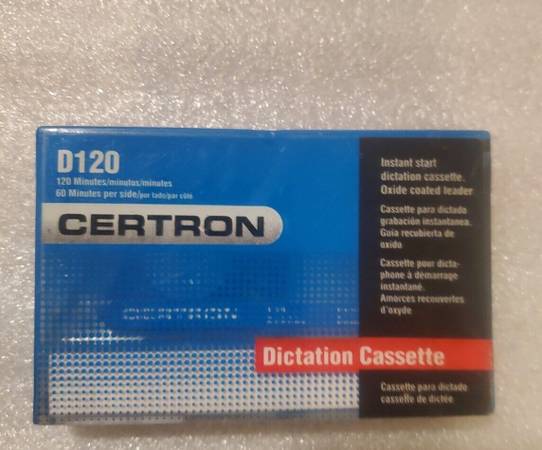 D120
120 Minutes/minutos/minutes
60 Minutes per side/por lado/par côté
CERTRON
Instant start
dictation cassette.
Oxide coated leader
Cassette para dictado
grabación instantanea.
Guia recubierta de
oxido
Cassette pour dicta-
phone à démarrage
instantané.
Amorces recouvertes
d'oxyde
Dictation Cassette
Cassette para dictado
cassette de dictée